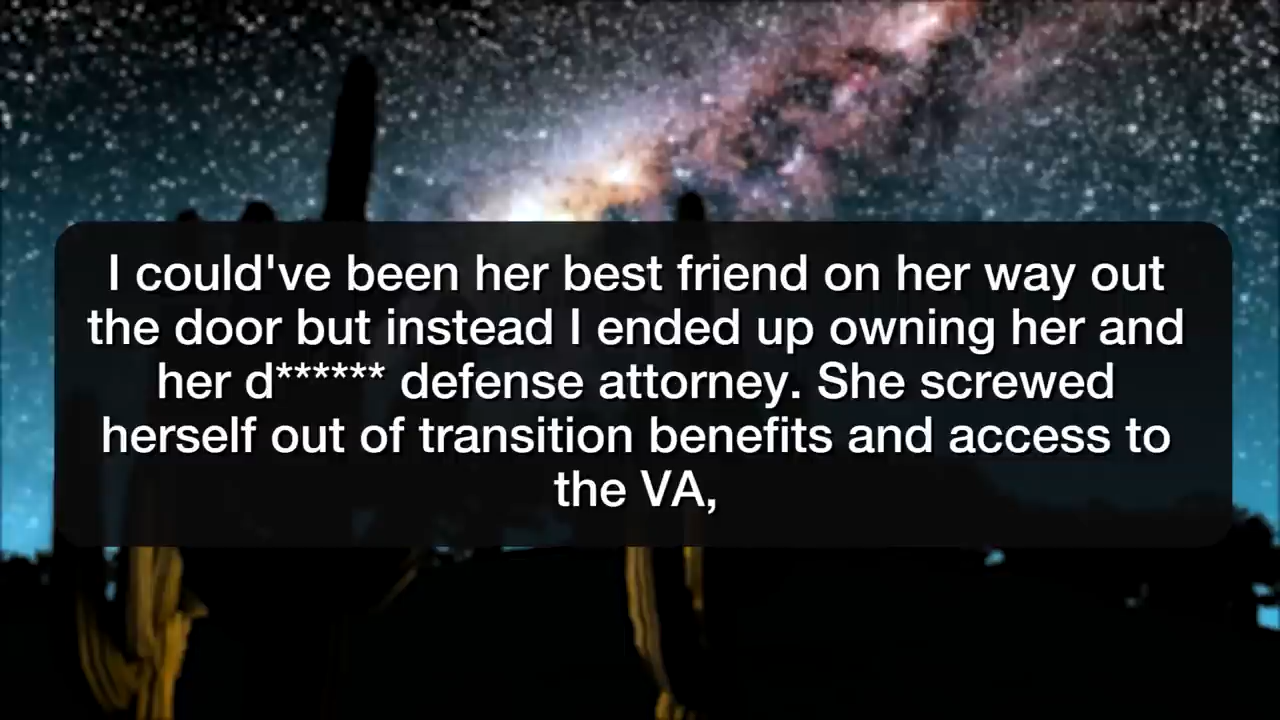 I could've been her best friend on her way out
the door but instead I ended up owning her and
her d****** defense attorney. She screwed
herself out of transition benefits and access to
the VA,